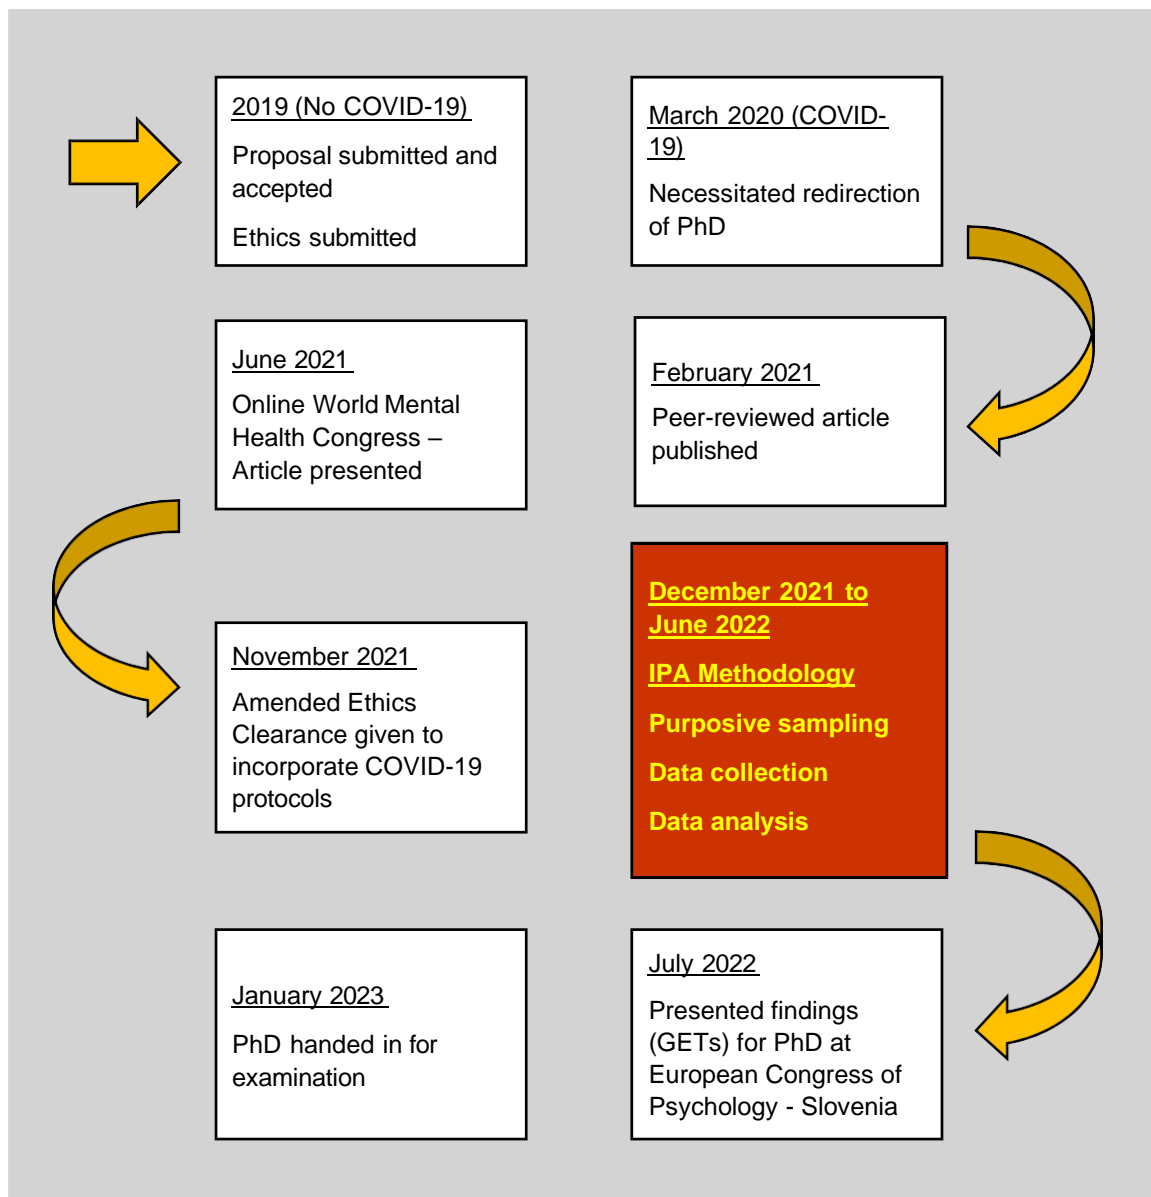 2019 (No COVID-19)
Proposal submitted and
accepted
Ethics submitted
March 2020 (COVID-
19)
Necessitated redirection
of PhD
February 2021
Peer-reviewed article
published
June 2021
Online World Mental
Health Congress –
Article presented
November 2021
Amended Ethics
Clearance given to
incorporate COVID-19
protocols
December 2021 to
June 2022
IPA Methodology
Purposive sampling
Data collection
Data analysis
July 2022
Presented findings
(GETs) for PhD at
European Congress of
Psychology - Slovenia
January 2023
PhD handed in for
examination